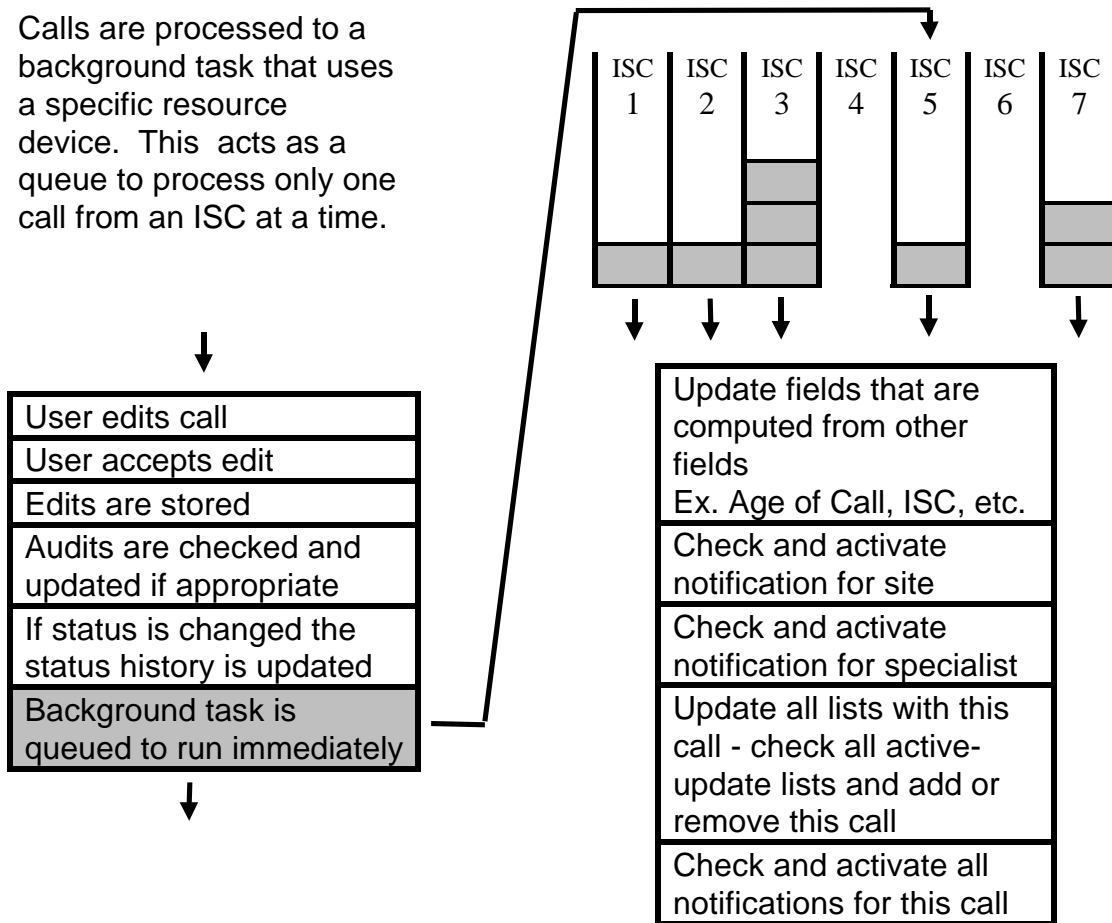 Calls are processed to a
background task that uses
a specific resource
device.  This  acts as a
queue to process only one
call from an ISC at a time.
ISC ISC ISC ISC ISC ISC ISC
1 2 3 4 5 6 7
User edits call
User accepts edit
Edits are stored
Audits are checked and
updated if appropriate
If status is changed the
status history is updated
Background task is
queued to run immediately
Update fields that are
computed from other
fields
Ex. Age of Call, ISC, etc.
Check and activate
notification for site
Check and activate
notification for specialist
Update all lists with this
call - check all active-
update lists and add or
remove this call
Check and activate all
notifications for this call